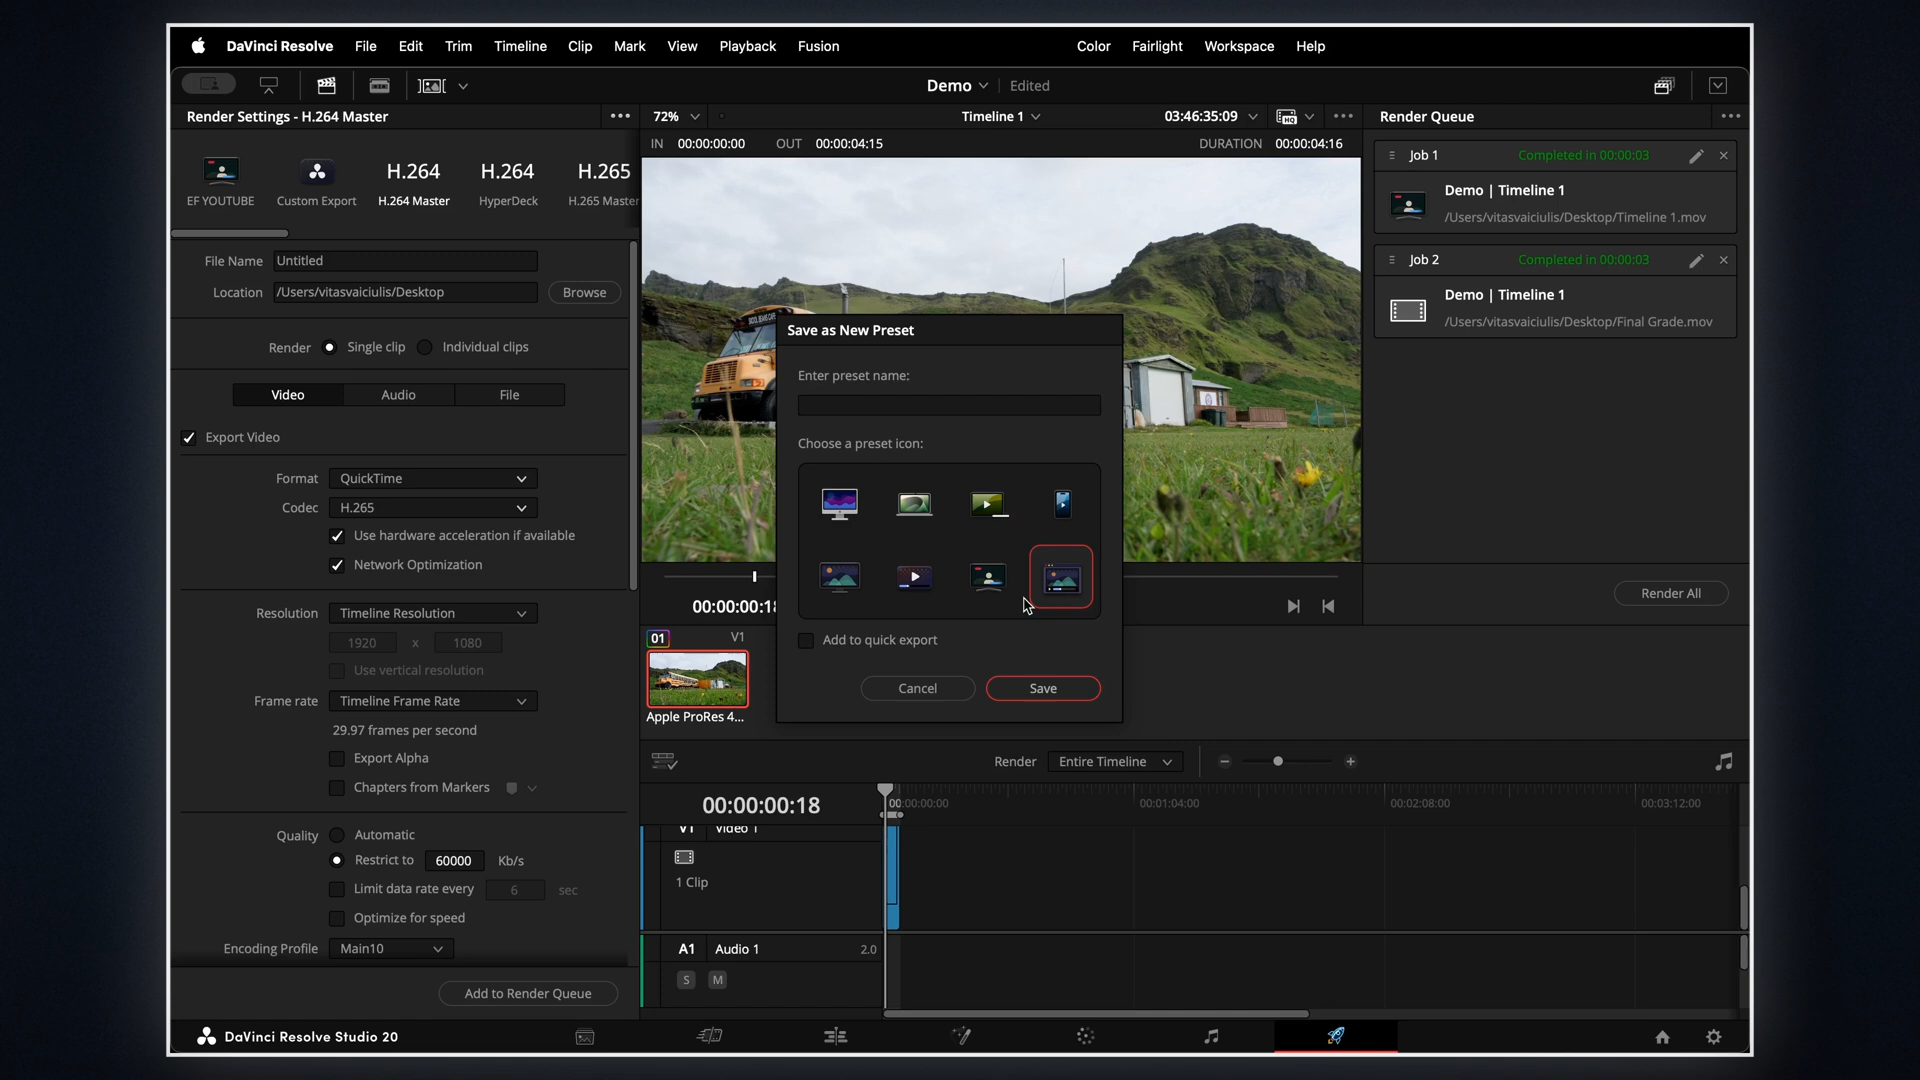 DaVinci Resolve File Edit Trim Timeline Clip Mark View Playback Fusion Color Fairlight Workspace Help
Demo Edited
Render Settings - H.264 Master
72% Timeline 1 03:46:35:09
Render Queue
IN 00:00:00:00 OUT 00:00:04:15 DURATION 00:00:04:16
H.264 H.264 H.265
EF YOUTUBE Custom Export H.264 Master HyperDeck H.265 Master
File Name Untitled
Location /Users/vitasvaiciulis/Desktop Browse
Render Single clip Individual clips
Video Audio File
Export Video
Format QuickTime
Codec H.265
Use hardware acceleration if available
Network Optimization
Resolution Timeline Resolution
1920 x 1080
Use vertical resolution
Frame rate Timeline Frame Rate
29.97 frames per second
Export Alpha
Chapters from Markers
Quality Automatic
Restrict to 60000 Kb/s
Limit data rate every 6 sec
Optimize for speed
Encoding Profile Main10
Add to Render Queue
Save as New Preset
Enter preset name:
Choose a preset icon:
Add to quick export
Cancel Save
00:00:00:18
01 V1
Apple ProRes 4...
Job 1 Completed in 00:00:03
Demo | Timeline 1
/Users/vitasvaiciulis/Desktop/Timeline 1.mov
Job 2 Completed in 00:00:03
Demo | Timeline 1
/Users/vitasvaiciulis/Desktop/Final Grade.mov
Render All
Render Entire Timeline
00:00:00:18 00:00:00:00 00:01:04:00 00:02:08:00 00:03:12:00
V1 Video 1
1 Clip
A1 Audio 1 2.0
S M
DaVinci Resolve Studio 20